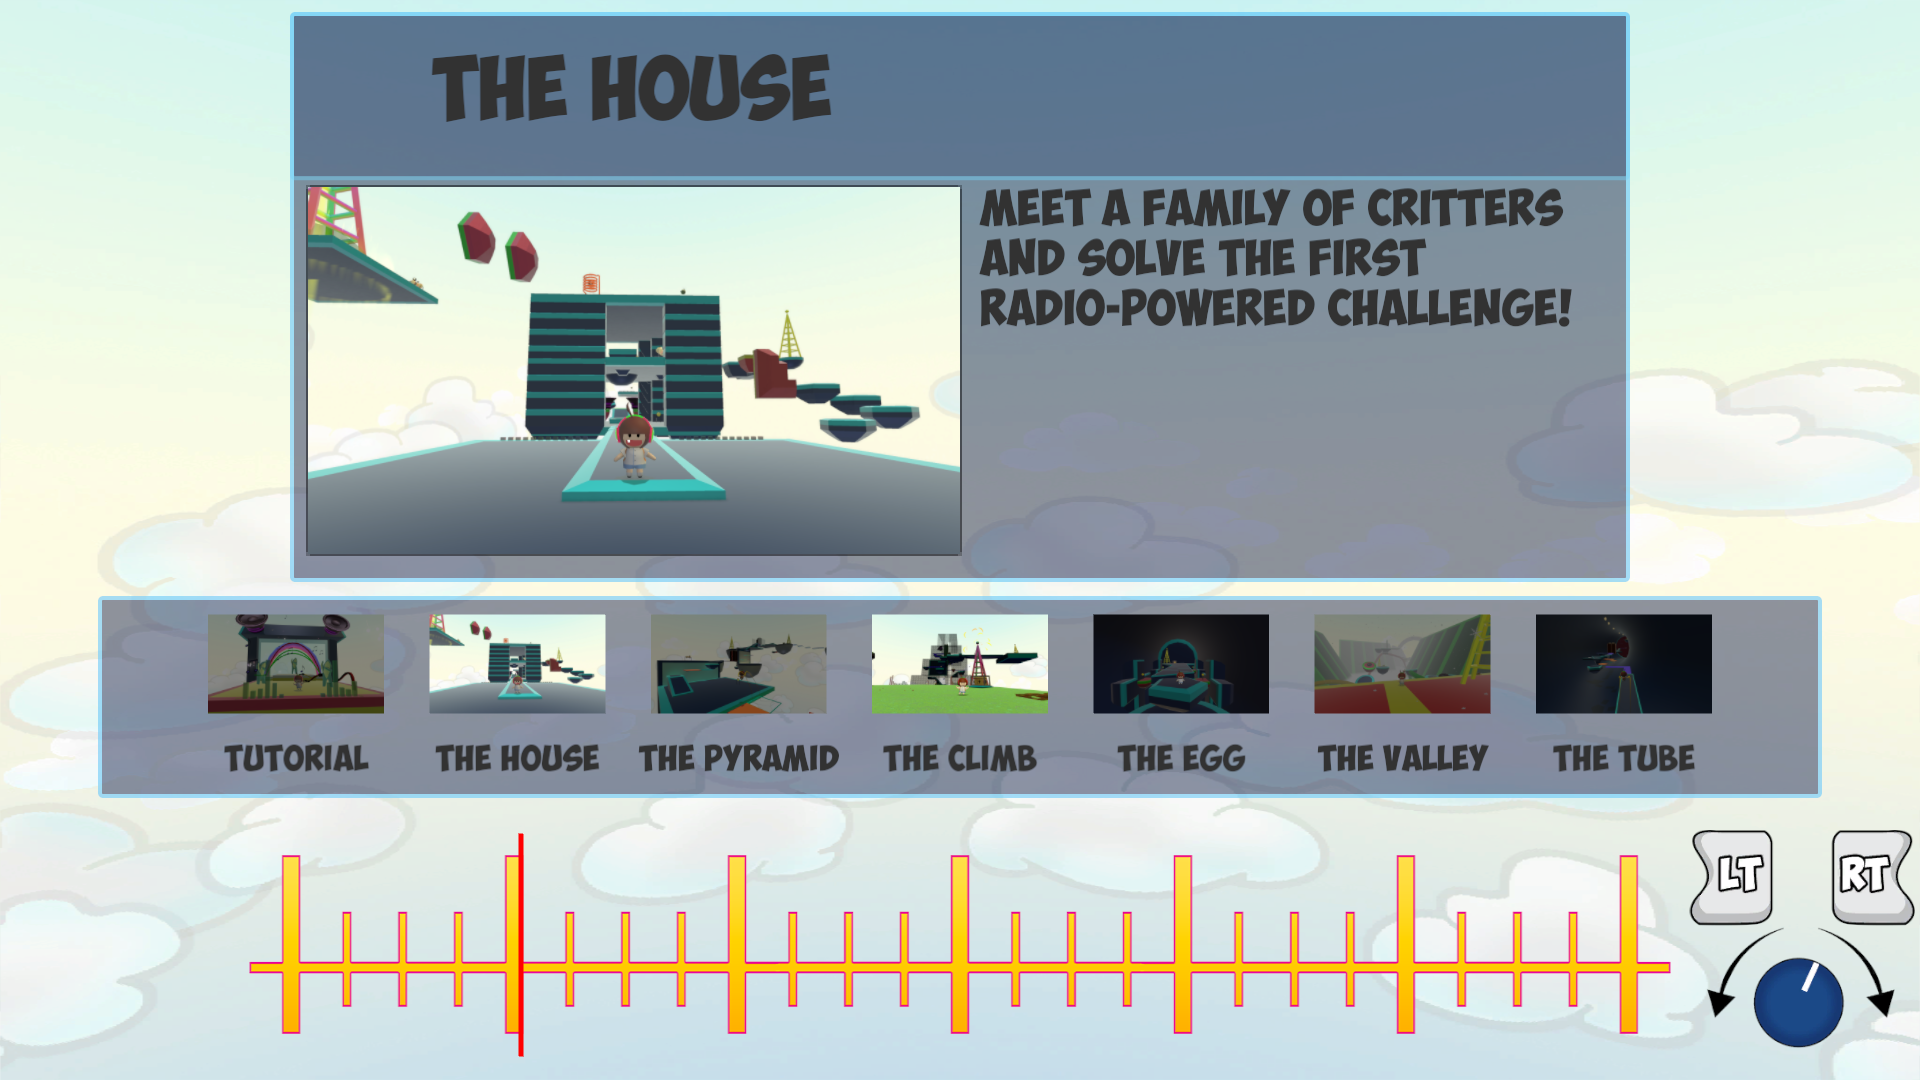 THE HOUSE
MEET A FAMILY OF CRITTERS
AND SOLVE THE FIRST
RADIO-POWERED CHALLENGE!
TUTORIAL
THE HOUSE
THE PYRAMID
THE CLIMB
THE EGG
THE VALLEY
THE TUBE
LT
RT